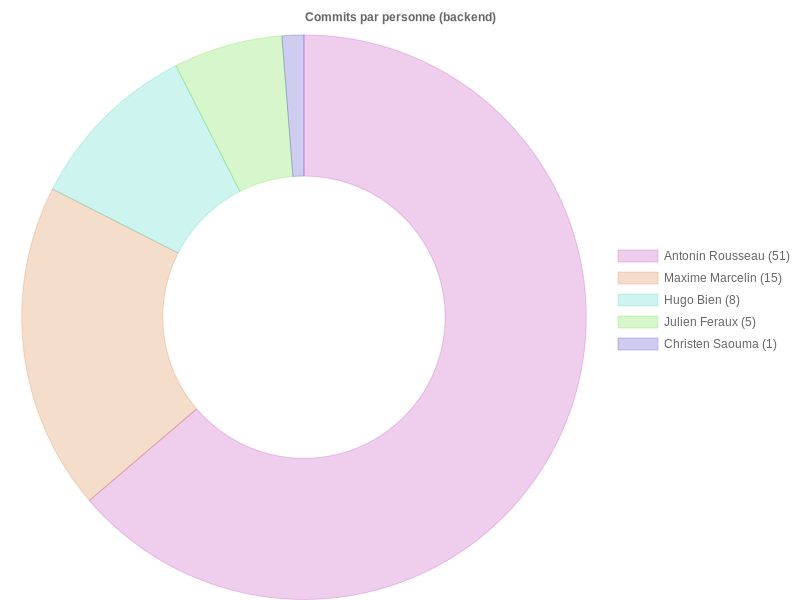 Commits par personne (backend)
Antonin Rousseau (51)
Maxime Marcelin (15)
Hugo Bien (8)
Julien Feraux (5)
Christen Saouma (1)